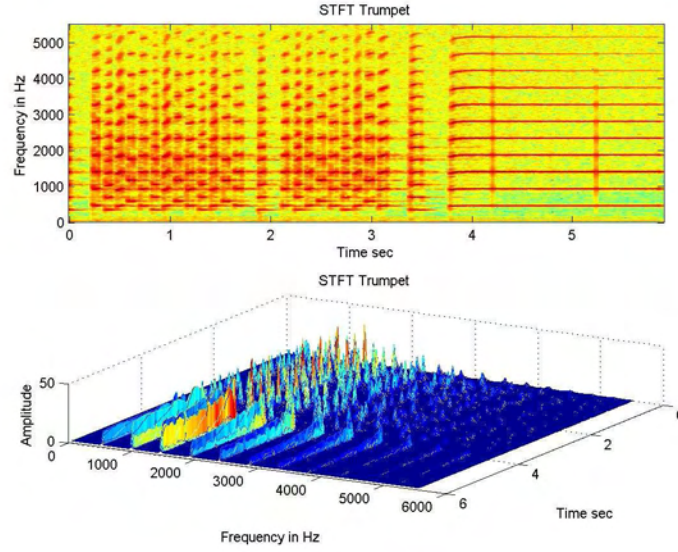 STFT Trumpet
5000
4000
3000
2000
1000
0
Frequency in Hz
0 1 2 3 4 5
Time sec
STFT Trumpet
50
0
Amplitude
0 1000 2000 3000 4000 5000 6000
Frequency in Hz
6 4 2 0
Time sec